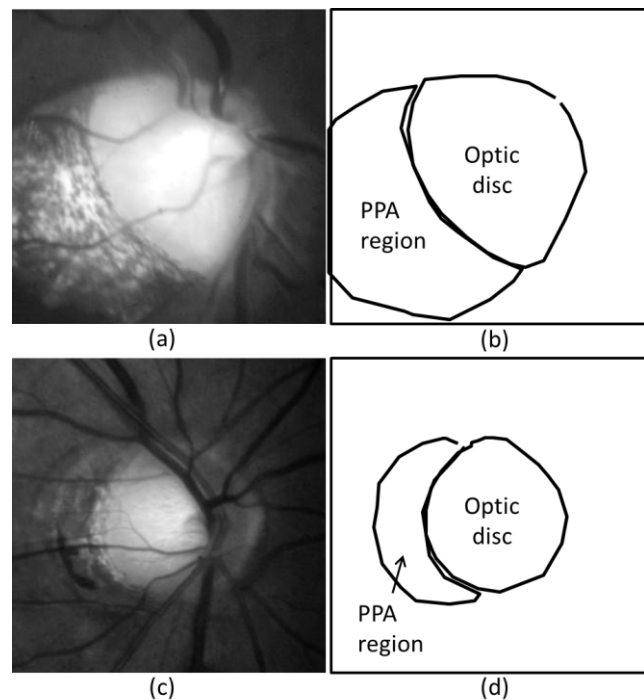 Optic
disc
PPA
region
(a)
(b)
Optic
disc
PPA
region
(c)
(d)